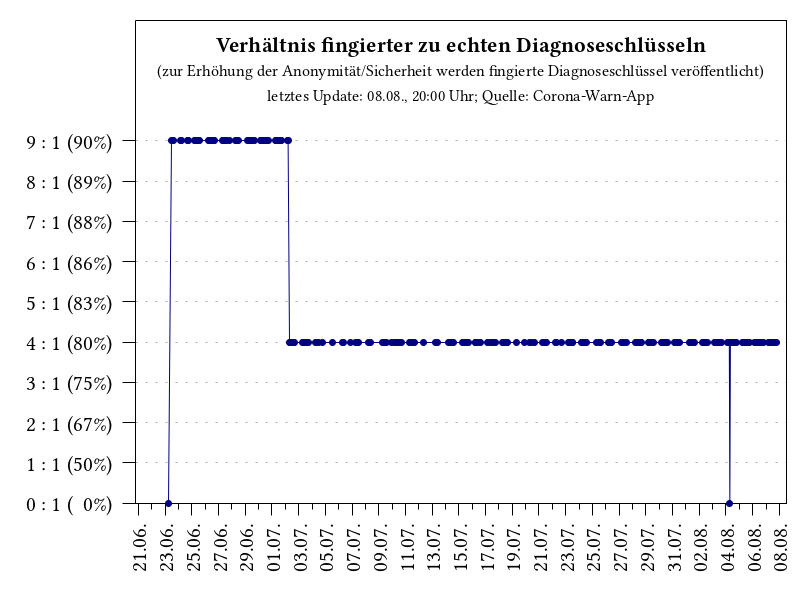 Verhältnis fingierter zu echten Diagnoseschlüsseln
(zur Erhöhung der Anonymität/Sicherheit werden fingierte Diagnoseschlüssel veröffentlicht)
letztes Update: 08.08., 20:00 Uhr; Quelle: Corona-Warn-App
9 : 1 (90%)
8 : 1 (89%)
7 : 1 (88%)
6 : 1 (86%)
5 : 1 (83%)
4 : 1 (80%)
3 : 1 (75%)
2 : 1 (67%)
1 : 1 (50%)
0 : 1 ( 0%)
21.06.
23.06.
25.06.
27.06.
29.06.
01.07.
03.07.
05.07.
07.07.
09.07.
11.07.
13.07.
15.07.
17.07.
19.07.
21.07.
23.07.
25.07.
27.07.
29.07.
31.07.
02.08.
04.08.
06.08.
08.08.